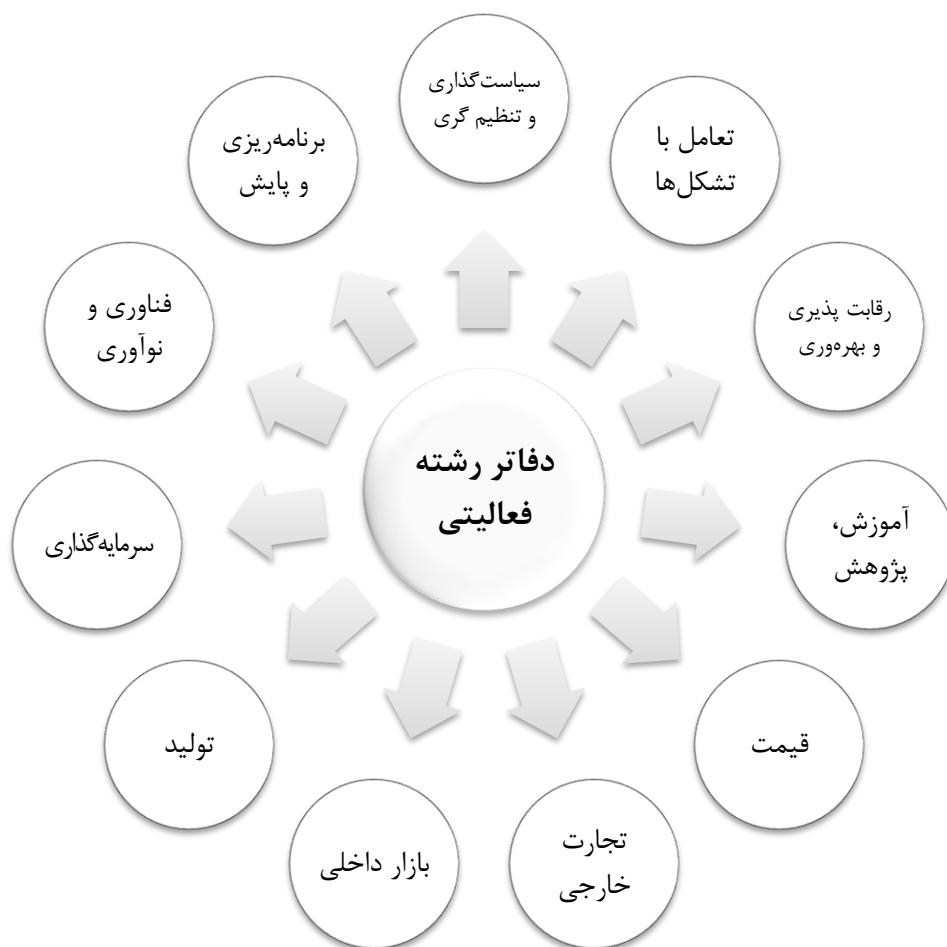 سیاست‌گذاری
و تنظیم گری
تعامل با
تشکل‌ها
رقابت پذیری
و بهره‌وری
آموزش،
پژوهش
قیمت
تجارت
خارجی
بازار داخلی
تولید
سرمایه‌گذاری
فناوری و
نوآوری
برنامه‌ریزی
و پایش
دفاتر رشته
فعالیتی